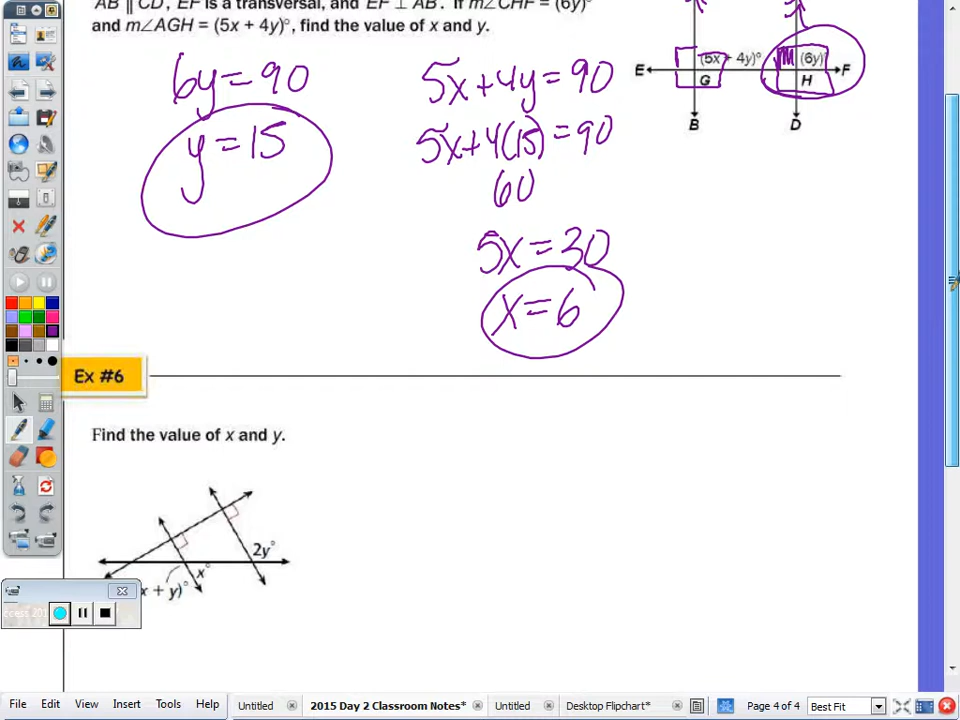 AB ∥ CD, EF is a transversal, and EF ⊥ AB. If m∠CHF = (6y)°
and m∠AGH = (5x + 4y)°, find the value of x and y.
6y = 90
y = 15
5x + 4y = 90
5x + 4(15) = 90
60
5x = 30
x = 6
(5x + 4y)°
(6y)°
E
G
H
F
B
D
Ex #6
Find the value of x and y.
2y°
x°
x + y)°
File Edit View Insert Tools Help Untitled 2015 Day 2 Classroom Notes* Untitled Desktop Flipchart* Page 4 of 4 Best Fit